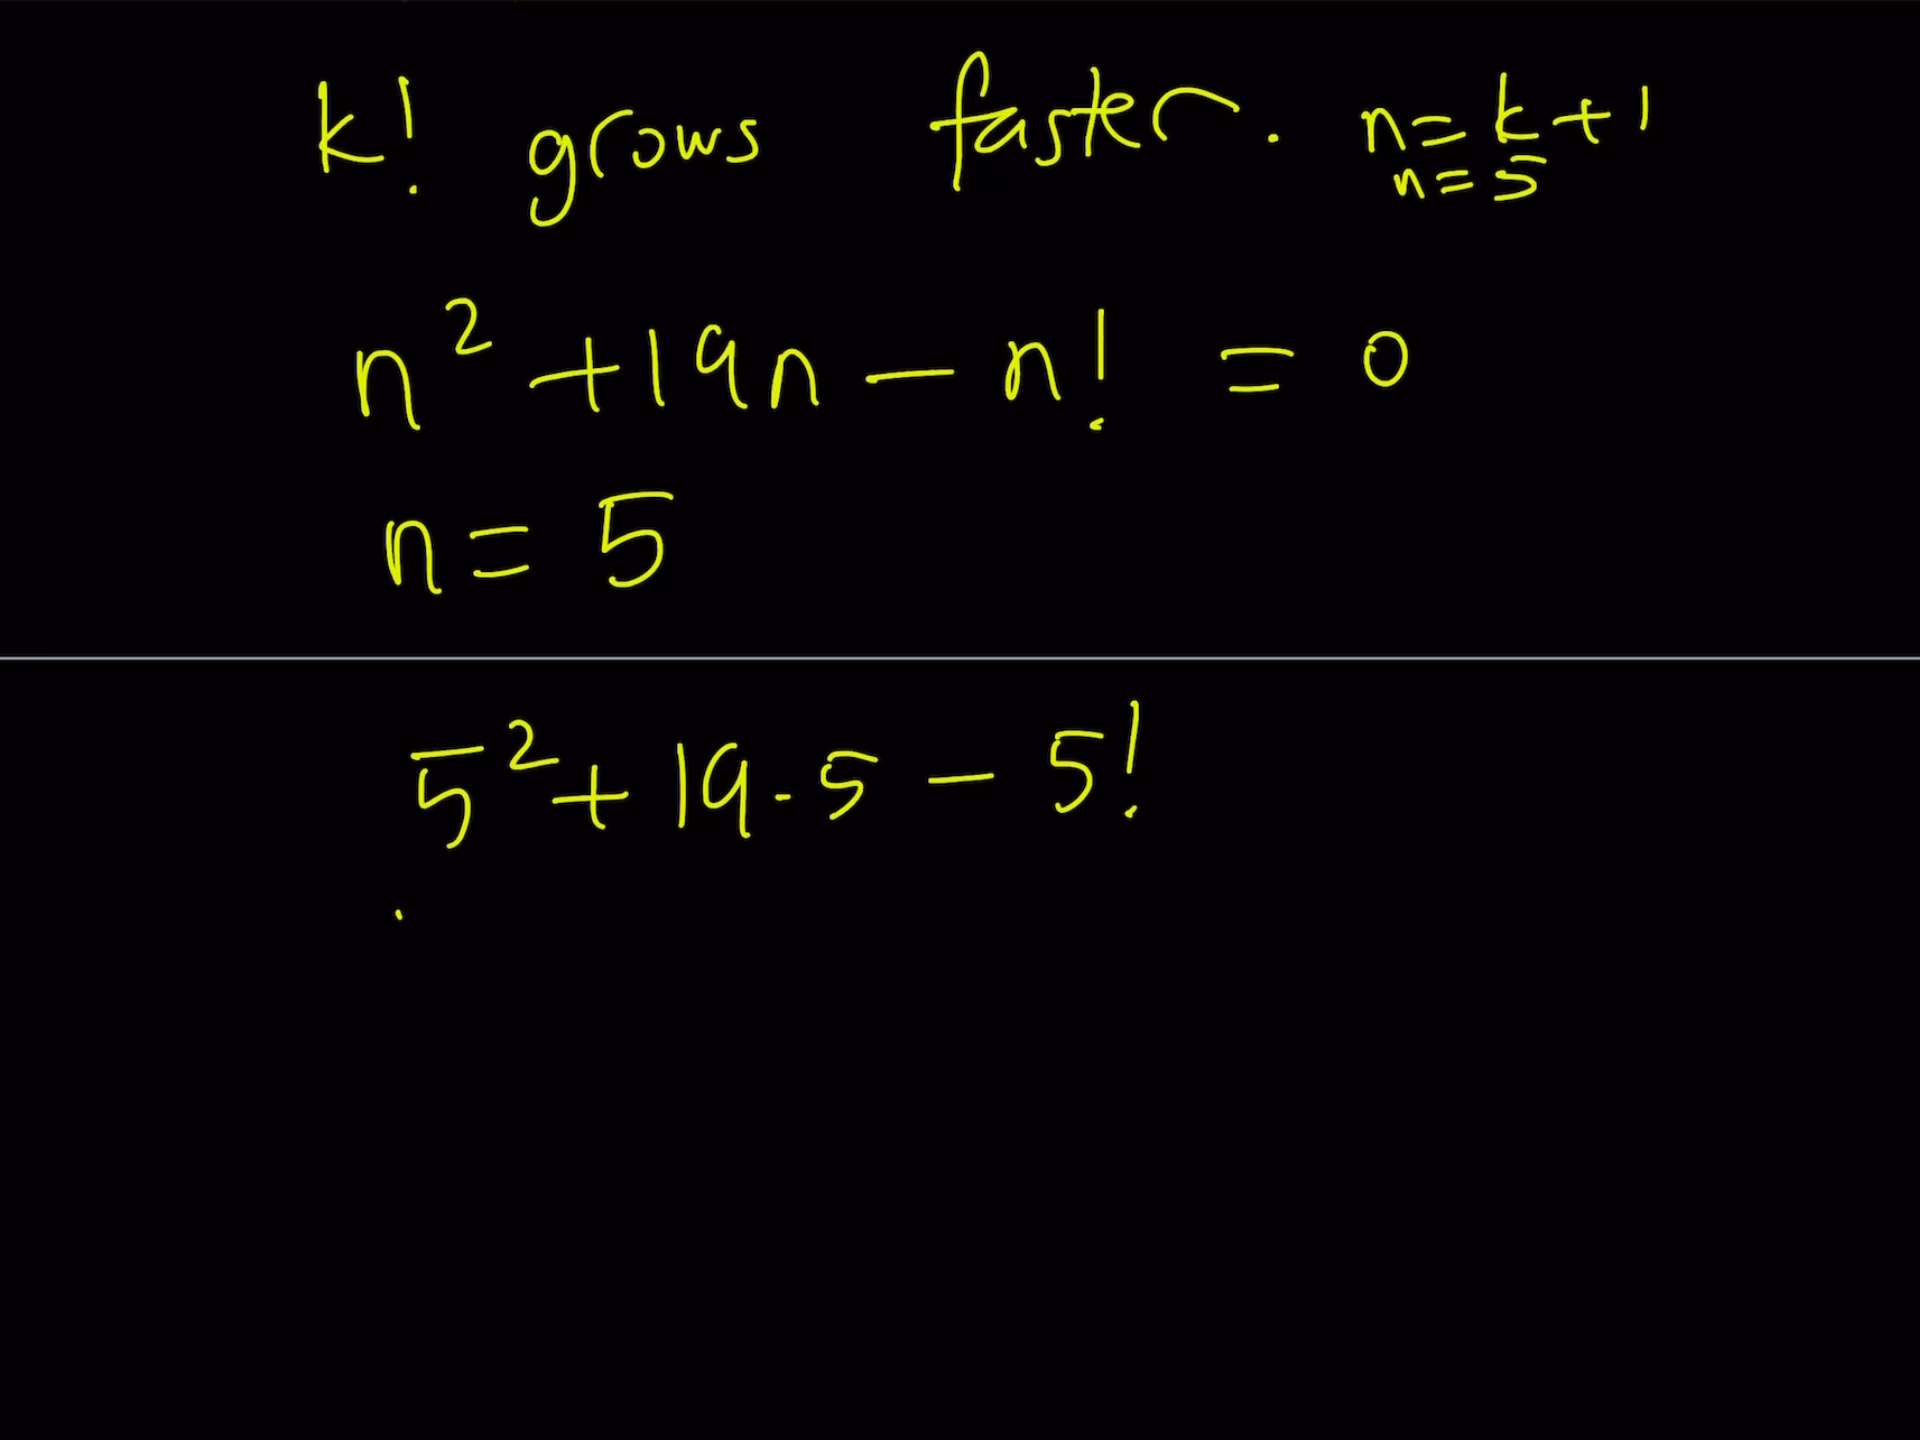 k! grows faster. n=k+1
n=5
n² +19n - n! = 0
n= 5
5² + 19 · 5 - 5!